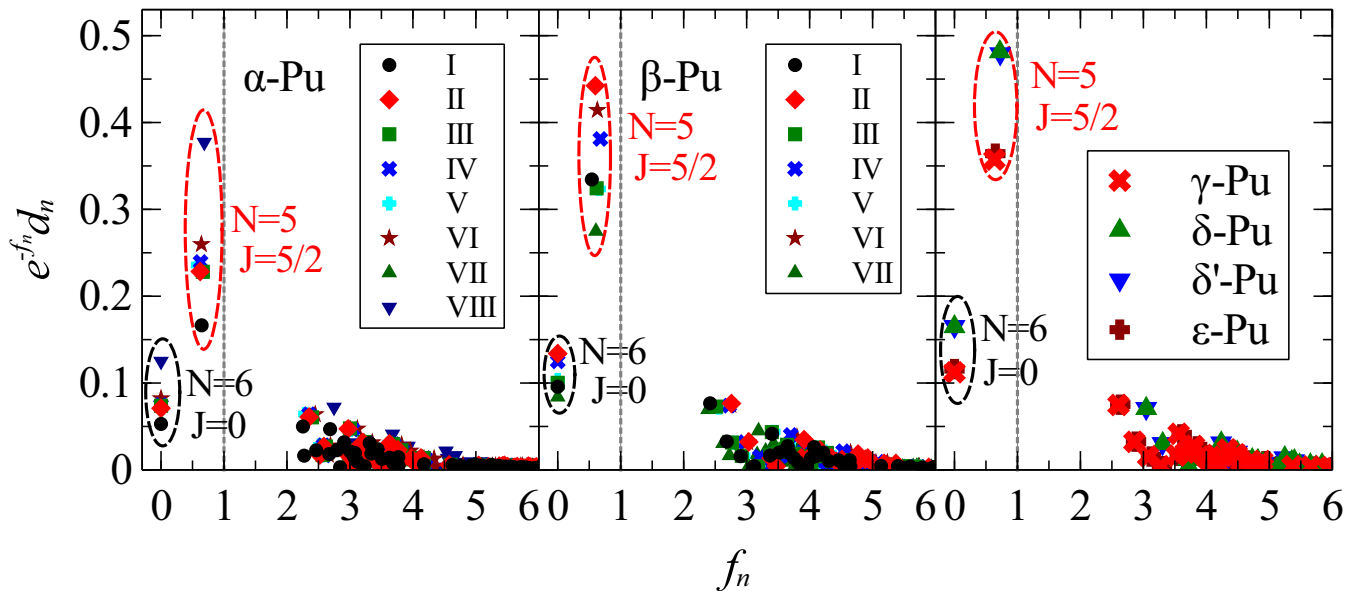 0.5
0.4
0.3
0.2
0.1
0
e^{-f_n} d_n
α-Pu
I
II
III
IV
V
VI
VII
VIII
N=5
J=5/2
N=6
J=0
0 1 2 3 4 5 6
β-Pu
I
II
III
IV
V
VI
VII
N=5
J=5/2
N=6
J=0
0 1 2 3 4 5 6
N=5
J=5/2
γ-Pu
δ-Pu
δ'-Pu
ε-Pu
N=6
J=0
0 1 2 3 4 5 6
f_n